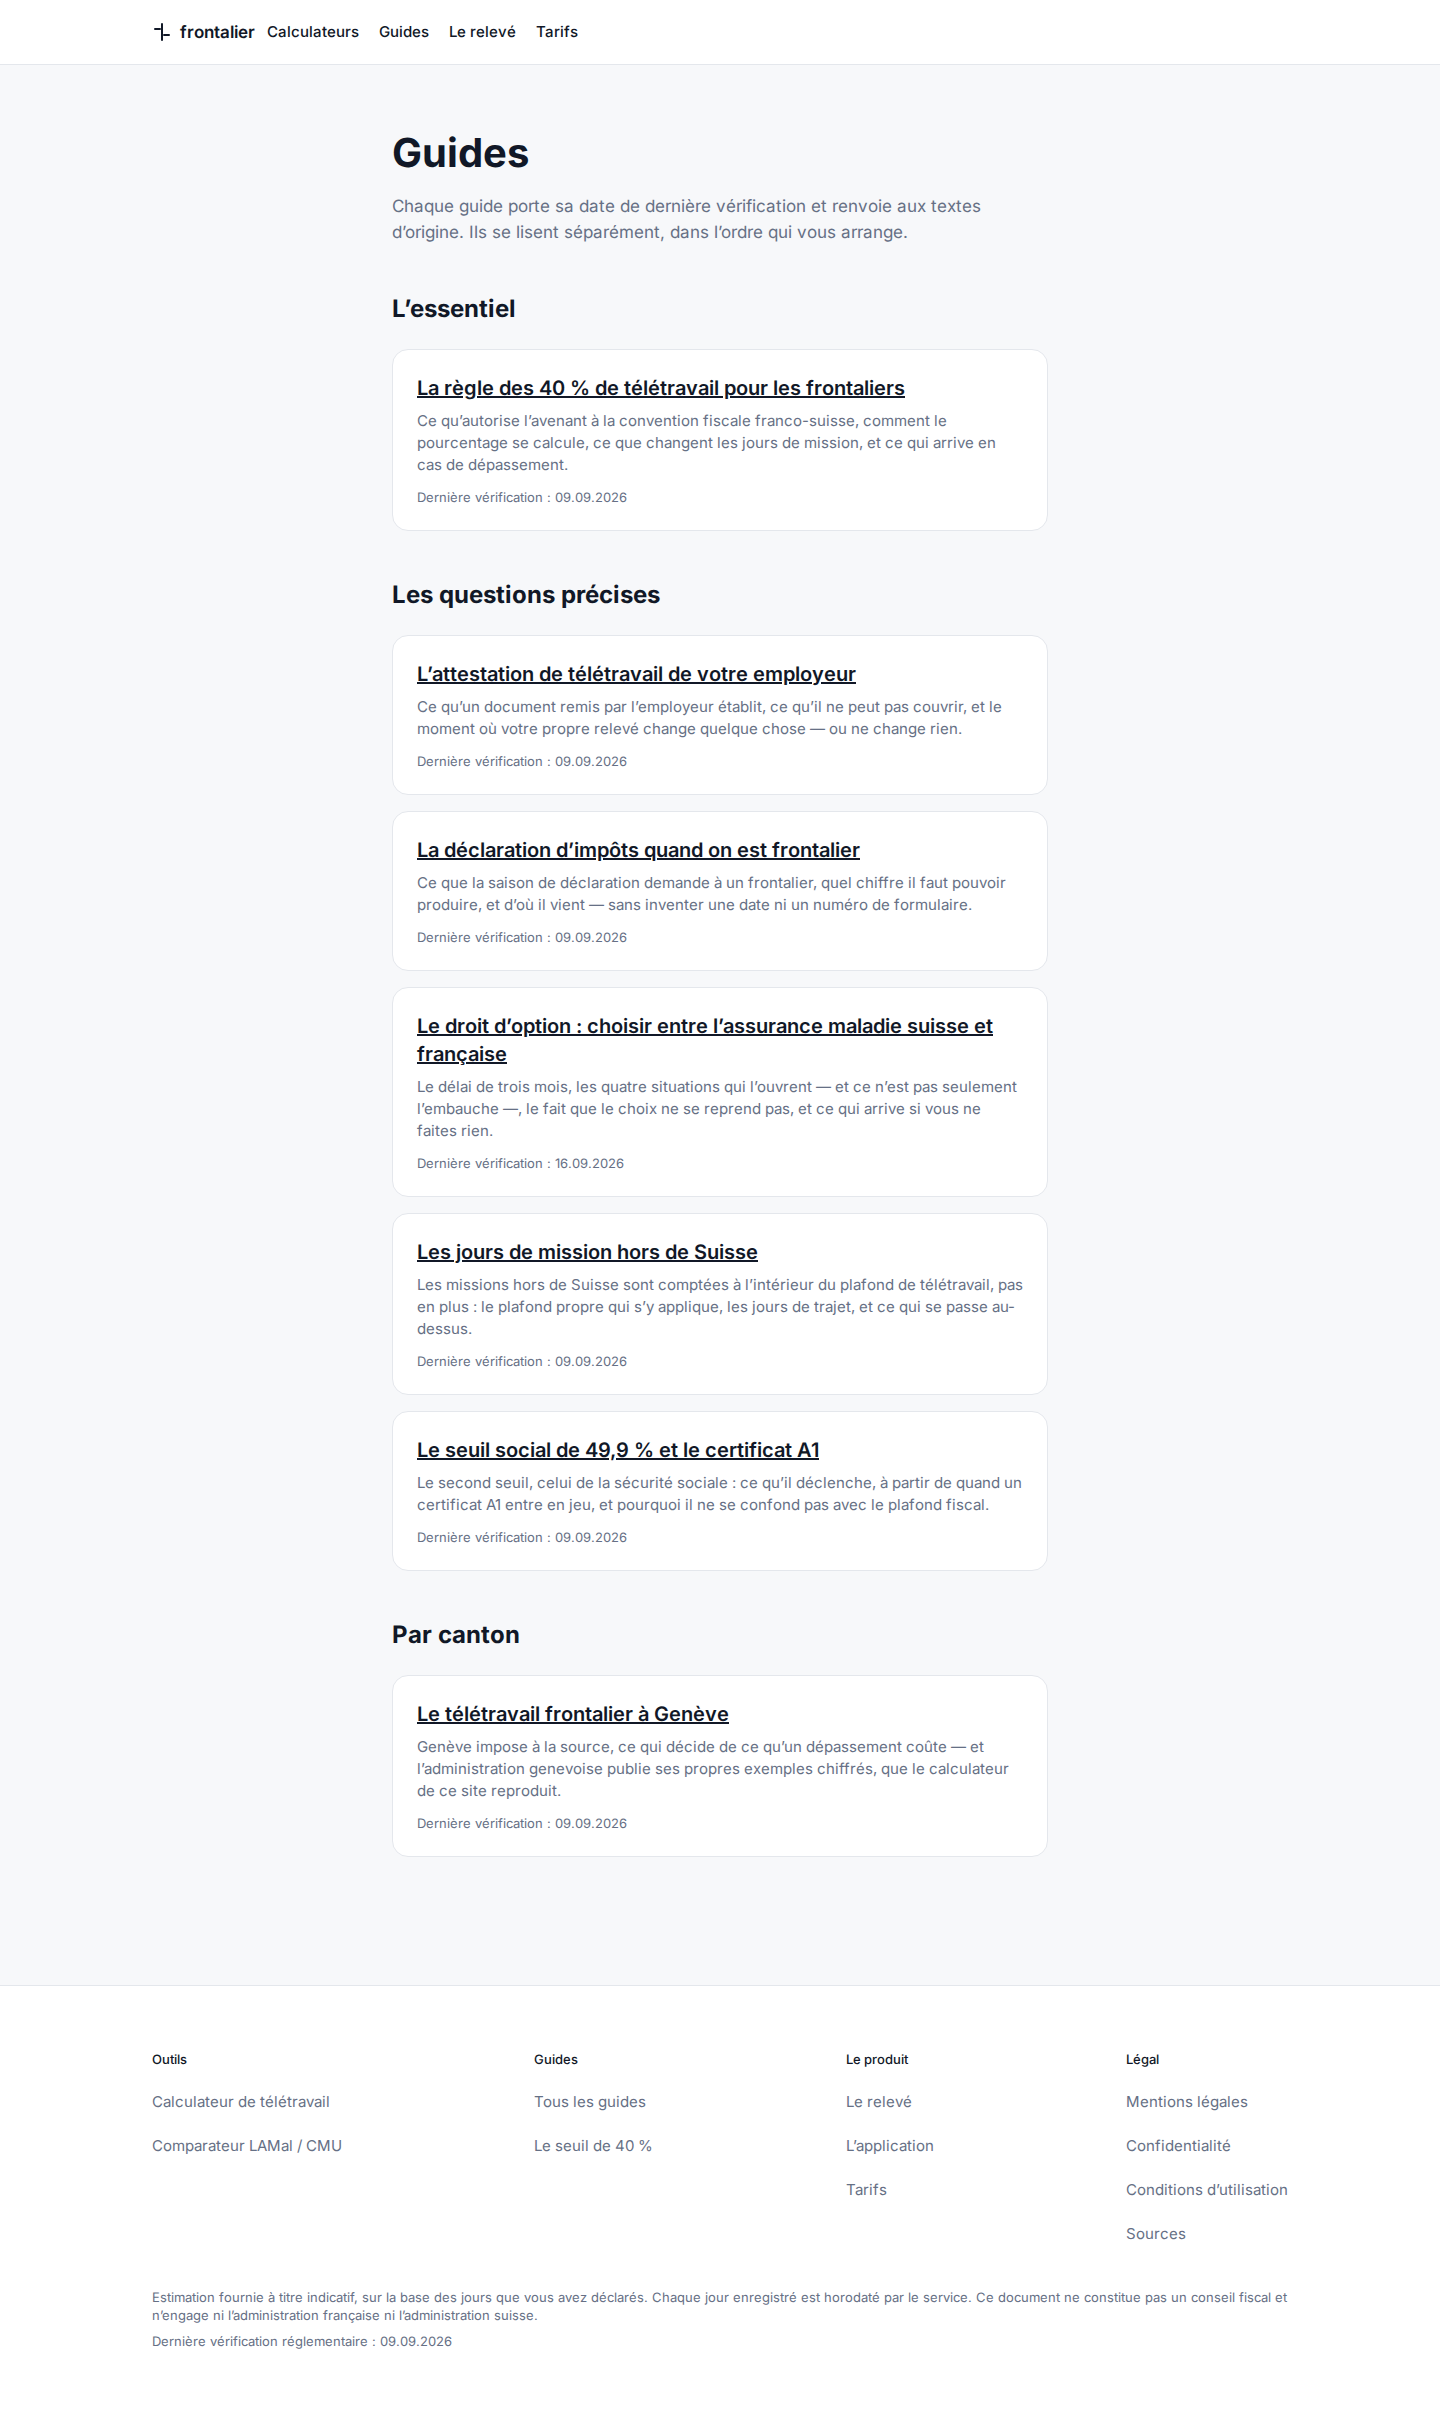 frontalier Calculateurs Guides Le relevé Tarifs
Guides
Chaque guide porte sa date de dernière vérification et renvoie aux textes
d’origine. Ils se lisent séparément, dans l’ordre qui vous arrange.
L’essentiel
La règle des 40 % de télétravail pour les frontaliers
Ce qu’autorise l’avenant à la convention fiscale franco-suisse, comment le
pourcentage se calcule, ce que changent les jours de mission, et ce qui arrive en
cas de dépassement.
Dernière vérification : 09.09.2026
Les questions précises
L’attestation de télétravail de votre employeur
Ce qu’un document remis par l’employeur établit, ce qu’il ne peut pas couvrir, et le
moment où votre propre relevé change quelque chose — ou ne change rien.
Dernière vérification : 09.09.2026
La déclaration d’impôts quand on est frontalier
Ce que la saison de déclaration demande à un frontalier, quel chiffre il faut pouvoir
produire, et d’où il vient — sans inventer une date ni un numéro de formulaire.
Dernière vérification : 09.09.2026
Le droit d’option : choisir entre l’assurance maladie suisse et
française
Le délai de trois mois, les quatre situations qui l’ouvrent — et ce n’est pas seulement
l’embauche —, le fait que le choix ne se reprend pas, et ce qui arrive si vous ne
faites rien.
Dernière vérification : 16.09.2026
Les jours de mission hors de Suisse
Les missions hors de Suisse sont comptées à l’intérieur du plafond de télétravail, pas
en plus : le plafond propre qui s’y applique, les jours de trajet, et ce qui se passe au-
dessus.
Dernière vérification : 09.09.2026
Le seuil social de 49,9 % et le certificat A1
Le second seuil, celui de la sécurité sociale : ce qu’il déclenche, à partir de quand un
certificat A1 entre en jeu, et pourquoi il ne se confond pas avec le plafond fiscal.
Dernière vérification : 09.09.2026
Par canton
Le télétravail frontalier à Genève
Genève impose à la source, ce qui décide de ce qu’un dépassement coûte — et
l’administration genevoise publie ses propres exemples chiffrés, que le calculateur
de ce site reproduit.
Dernière vérification : 09.09.2026
Outils
Calculateur de télétravail
Comparateur LAMal / CMU
Guides
Tous les guides
Le seuil de 40 %
Le produit
Le relevé
L’application
Tarifs
Légal
Mentions légales
Confidentialité
Conditions d’utilisation
Sources
Estimation fournie à titre indicatif, sur la base des jours que vous avez déclarés. Chaque jour enregistré est horodaté par le service. Ce document ne constitue pas un conseil fiscal et
n’engage ni l’administration française ni l’administration suisse.
Dernière vérification réglementaire : 09.09.2026